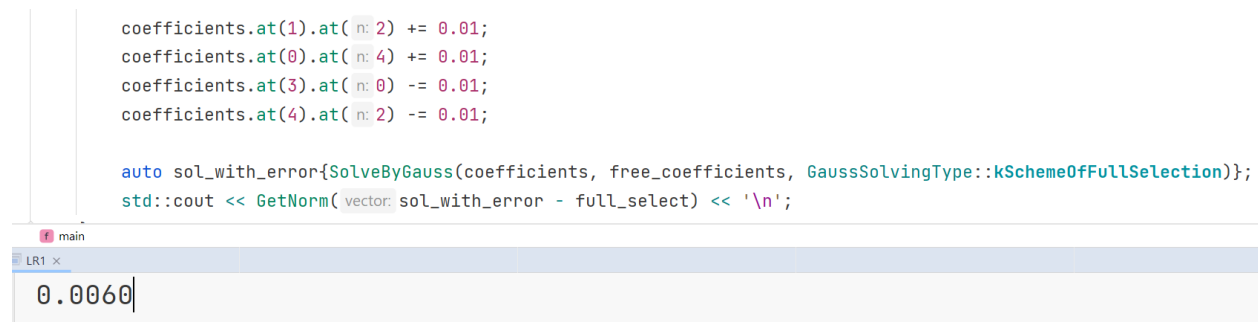 coefficients.at(1).at( n: 2) += 0.01;
coefficients.at(0).at( n: 4) += 0.01;
coefficients.at(3).at( n: 0) -= 0.01;
coefficients.at(4).at( n: 2) -= 0.01;
auto sol_with_error{SolveByGauss(coefficients, free_coefficients, GaussSolvingType::kSchemeOfFullSelection)};
std::cout << GetNorm( vector: sol_with_error - full_select) << '\n';
f main
LR1 ×
0.0060